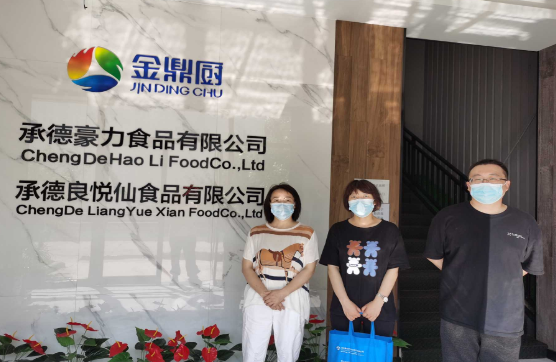 金鼎厨
JIN DING CHU
承德豪力食品有限公司
ChengDeHao Li FoodCo.,Ltd
承德良悦仙食品有限公司
ChengDe LiangYue Xian FoodCo.,Ltd